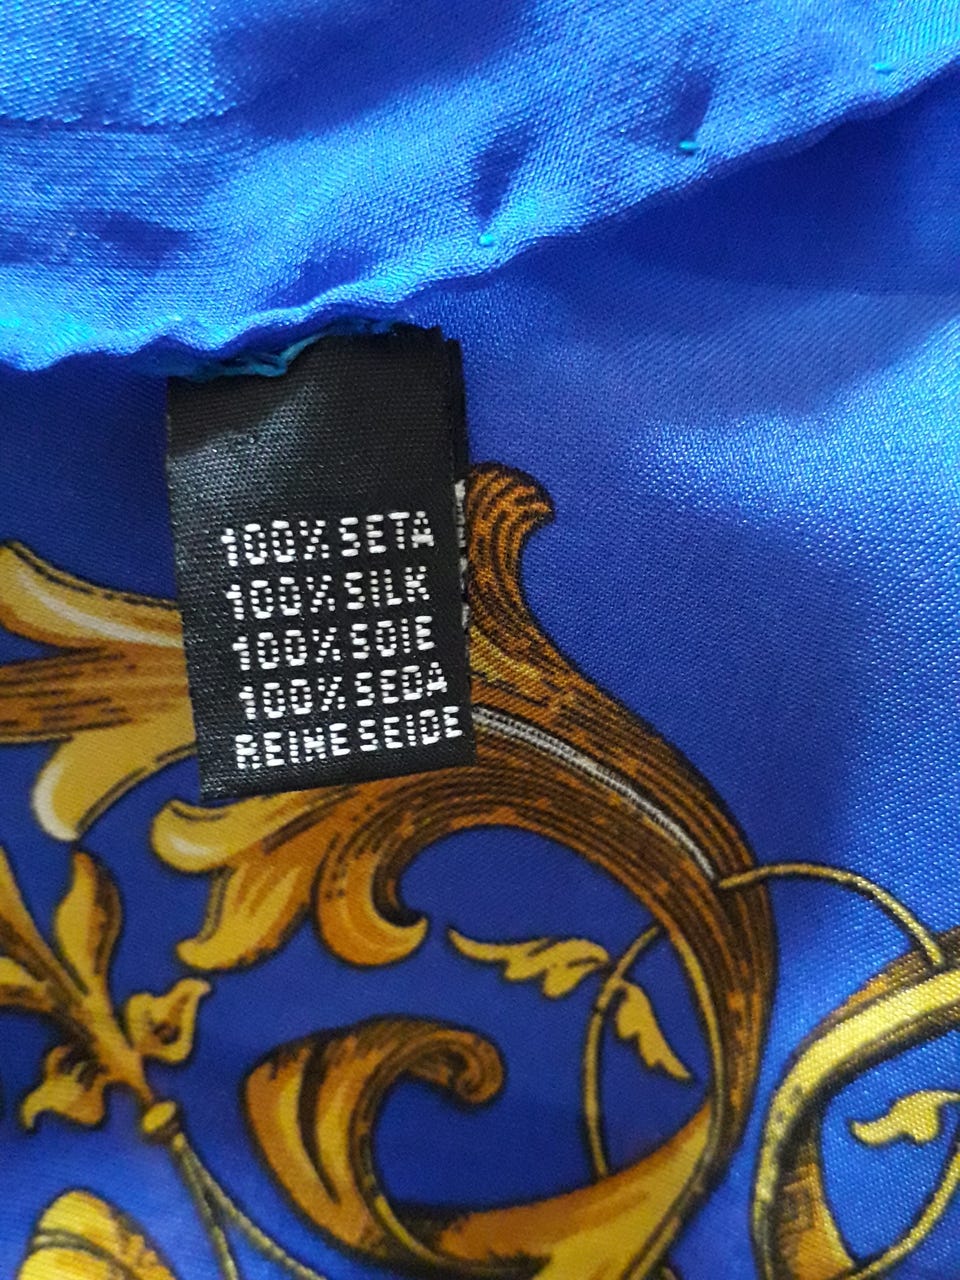 100% SETA
100% SILK
100% SOIE
100% SEDA
REINE SEIDE